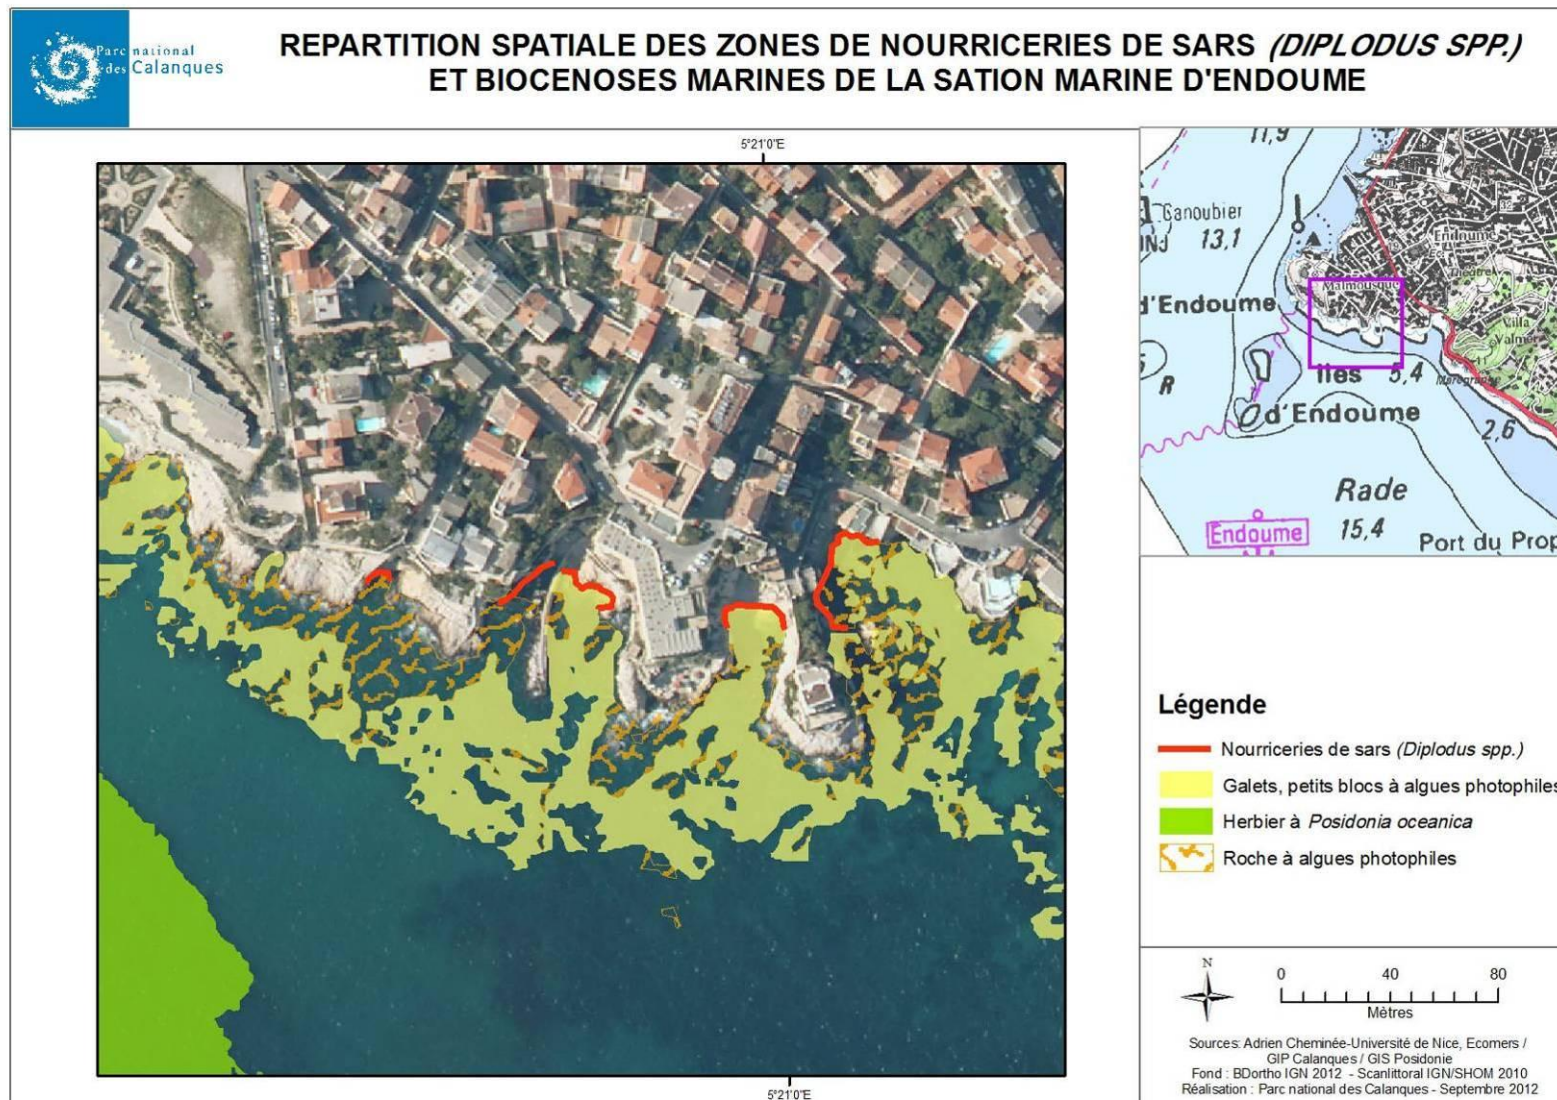 Parc national
des Calanques
REPARTITION SPATIALE DES ZONES DE NOURRICERIES DE SARS (DIPLODUS SPP.)
ET BIOCENOSES MARINES DE LA SATION MARINE D'ENDOUME
5°21'0"E
11,9
Canoubier
13,1
Endoume
Malmousque
d'Endoume
Villa
Valmer
R
Iles
5,4
d'Endoume
2,6
Rade
15,4
Endoume
Port du Prop
Légende
Nourriceries de sars (Diplodus spp.)
Galets, petits blocs à algues photophiles
Herbier à Posidonia oceanica
Roche à algues photophiles
N
0 40 80
Mètres
Sources: Adrien Cheminée-Université de Nice, Ecomers /
GIP Calanques / GIS Posidonie
Fond : BDortho IGN 2012 - Scanlittoral IGN/SHOM 2010
Réalisation : Parc national des Calanques - Septembre 2012
5°21'0"E